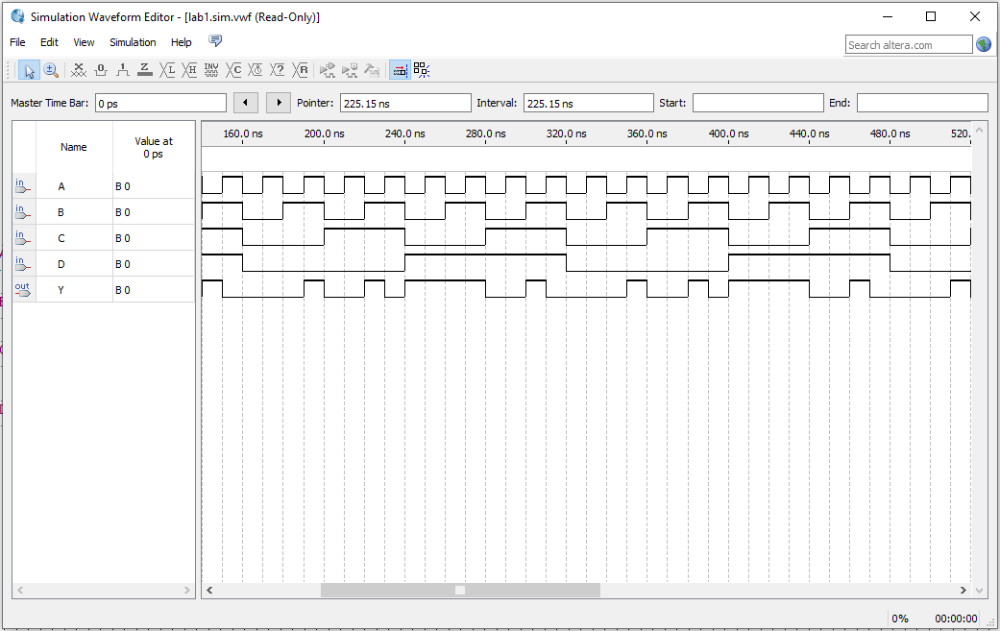 Simulation Waveform Editor - [lab1.sim.vwf (Read-Only)]
File Edit View Simulation Help
Search altera.com
Master Time Bar: 0 ps Pointer: 225.15 ns Interval: 225.15 ns Start: End:
Name Value at 0 ps
160.0 ns 200.0 ns 240.0 ns 280.0 ns 320.0 ns 360.0 ns 400.0 ns 440.0 ns 480.0 ns 520.
in A B 0
in B B 0
in C B 0
in D B 0
out Y B 0
0% 00:00:00